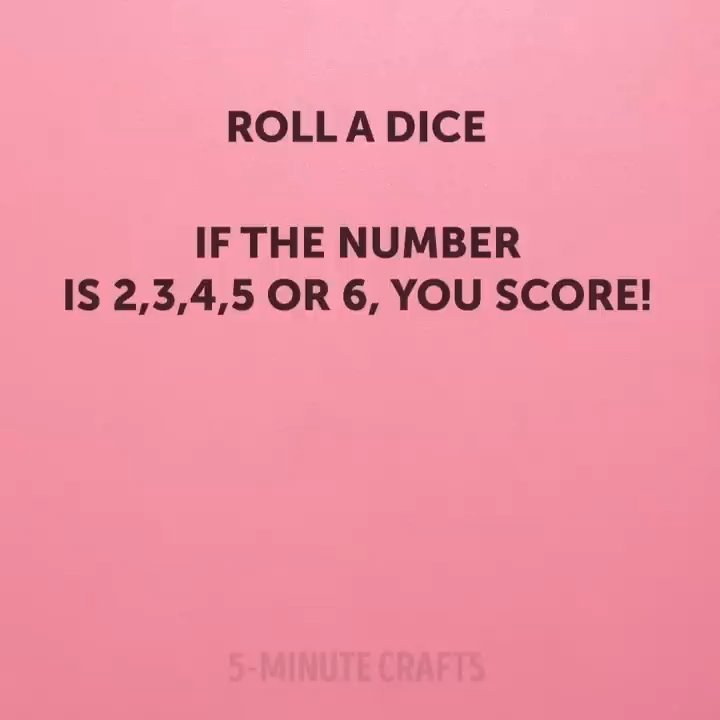 ROLL A DICE
IF THE NUMBER
IS 2,3,4,5 OR 6, YOU SCORE!
5-MINUTE CRAFTS